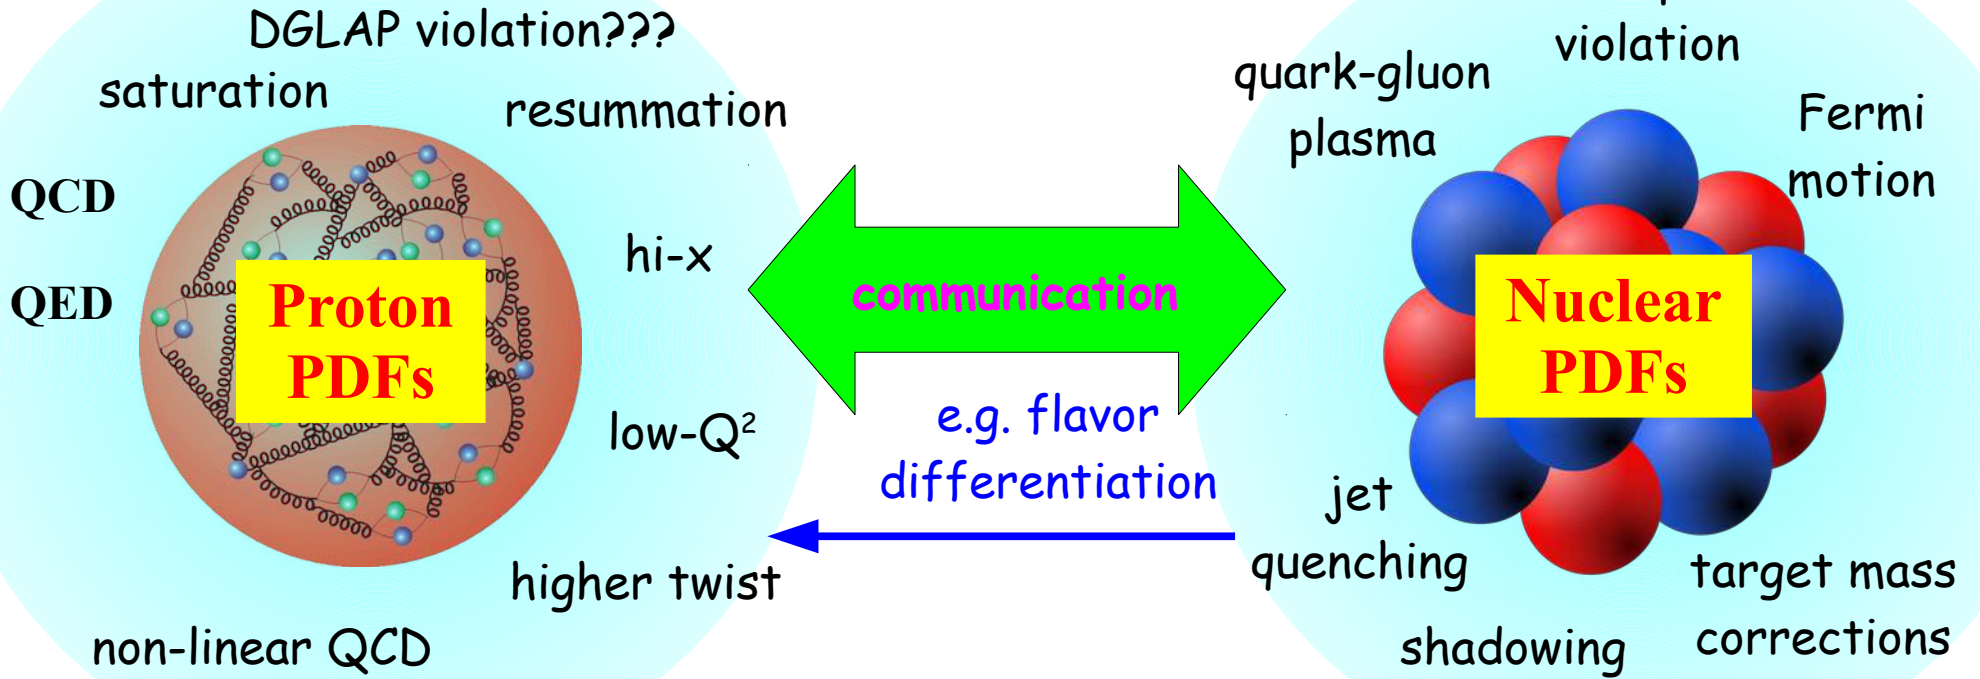 DGLAP violation???
saturation
resummation
QCD
QED
hi-x
Proton
PDFs
low-Q²
higher twist
non-linear QCD
communication
e.g. flavor
differentiation
violation
quark-gluon
plasma
Fermi
motion
Nuclear
PDFs
jet
quenching
target mass
corrections
shadowing